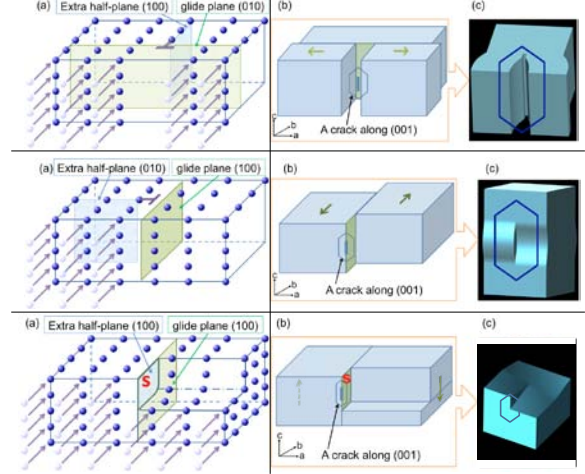 (a)
Extra half-plane (100)
glide plane (010)
(b)
A crack along (001)
c
b
a
(c)
(a)
Extra half-plane (010)
glide plane (100)
(b)
A crack along (001)
c
b
a
(c)
(a)
Extra half-plane (100)
glide plane (100)
S
(b)
S
A crack along (001)
c
b
a
(c)